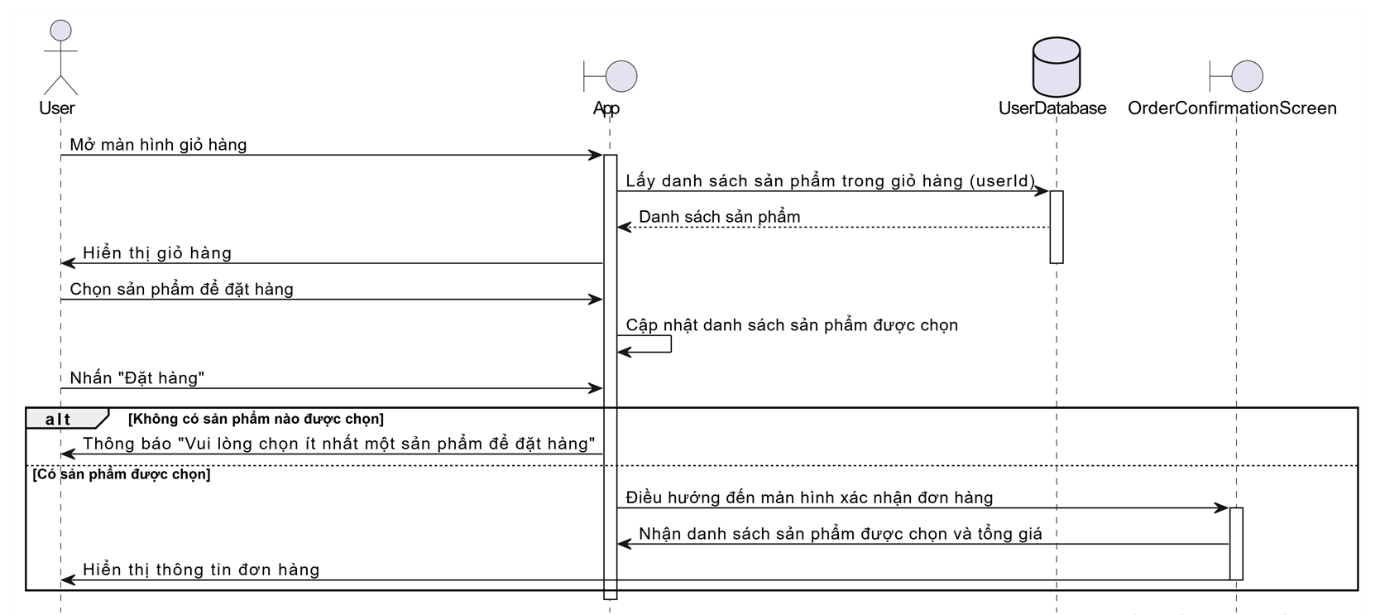 User
App
UserDatabase
OrderConfirmationScreen
Mở màn hình giỏ hàng
Lấy danh sách sản phẩm trong giỏ hàng (userId)
Danh sách sản phẩm
Hiển thị giỏ hàng
Chọn sản phẩm để đặt hàng
Cập nhật danh sách sản phẩm được chọn
Nhấn "Đặt hàng"
alt
[Không có sản phẩm nào được chọn]
Thông báo "Vui lòng chọn ít nhất một sản phẩm để đặt hàng"
[Có sản phẩm được chọn]
Điều hướng đến màn hình xác nhận đơn hàng
Nhận danh sách sản phẩm được chọn và tổng giá
Hiển thị thông tin đơn hàng